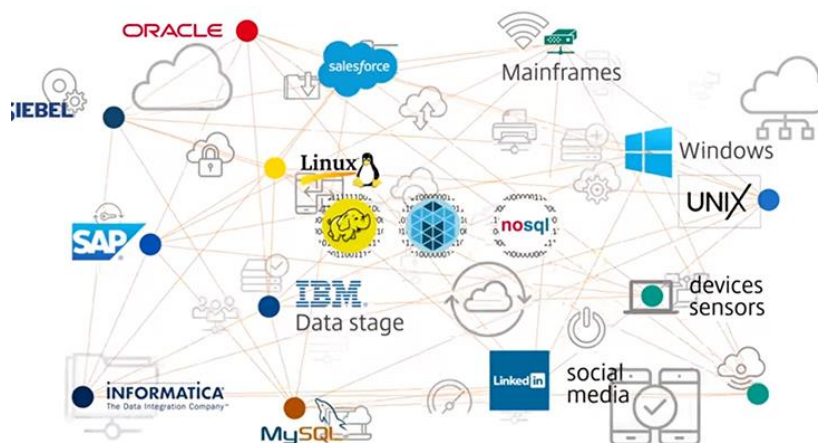 ORACLE
salesforce
Mainframes
SIEBEL
Linux
Windows
UNIX
SAP
nosql
IBM.
Data stage
devices
sensors
INFORMATICA
The Data Integration Company™
Linked in
social
media
MySQL